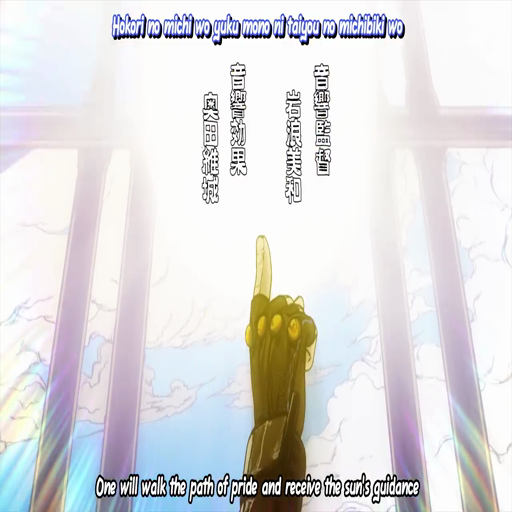 Hokori no michi wo yuku mono ni taiyou no michibiki wo
音響監督
岩浪美和
音響効果
奥田維城
One will walk the path of pride and receive the sun's guidance